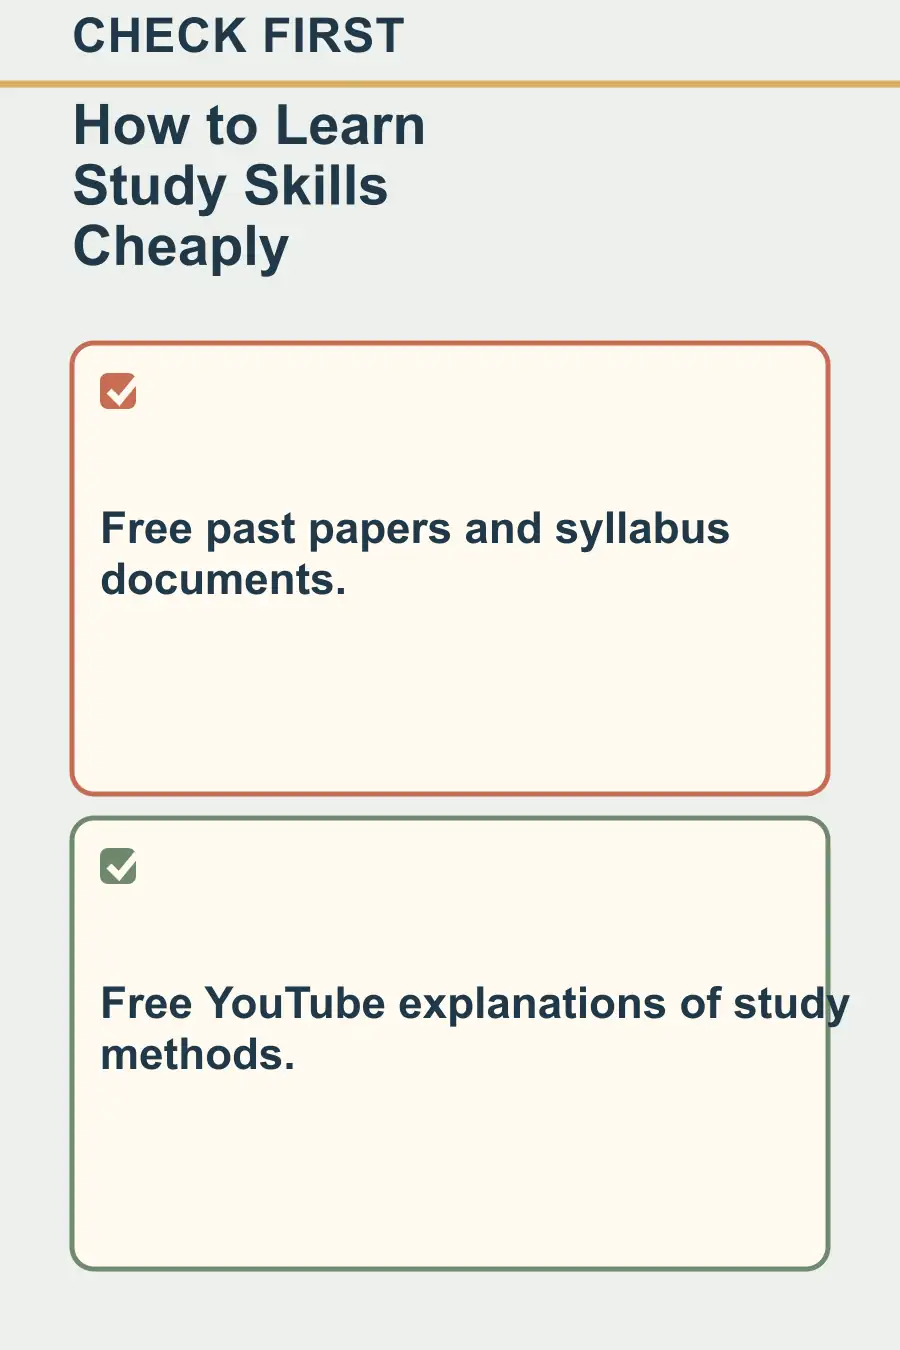 CHECK FIRST
How to Learn
Study Skills
Cheaply
Free past papers and syllabus
documents.
Free YouTube explanations of study
methods.